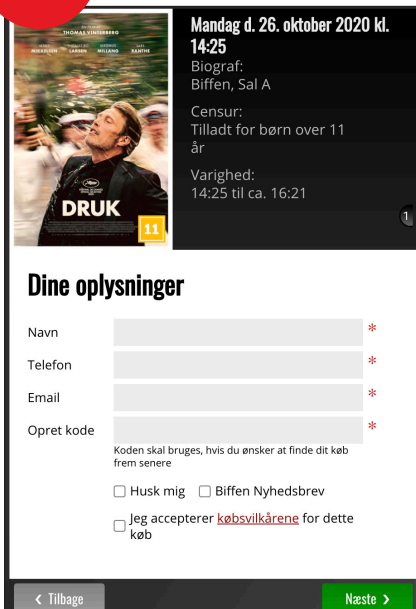 THOMAS VINTERBERG
MIKKELSEN LARSEN MILLANG RANTHE
DRUK
11
Mandag d. 26. oktober 2020 kl.
14:25
Biograf:
Biffen, Sal A
Censur:
Tilladt for børn over 11
år
Varighed:
14:25 til ca. 16:21
1
Dine oplysninger
Navn *
Telefon *
Email *
Opret kode *
Koden skal bruges, hvis du ønsker at finde dit køb
frem senere
Husk mig Biffen Nyhedsbrev
Jeg accepterer købsvilkårene for dette
køb
Tilbage Næste